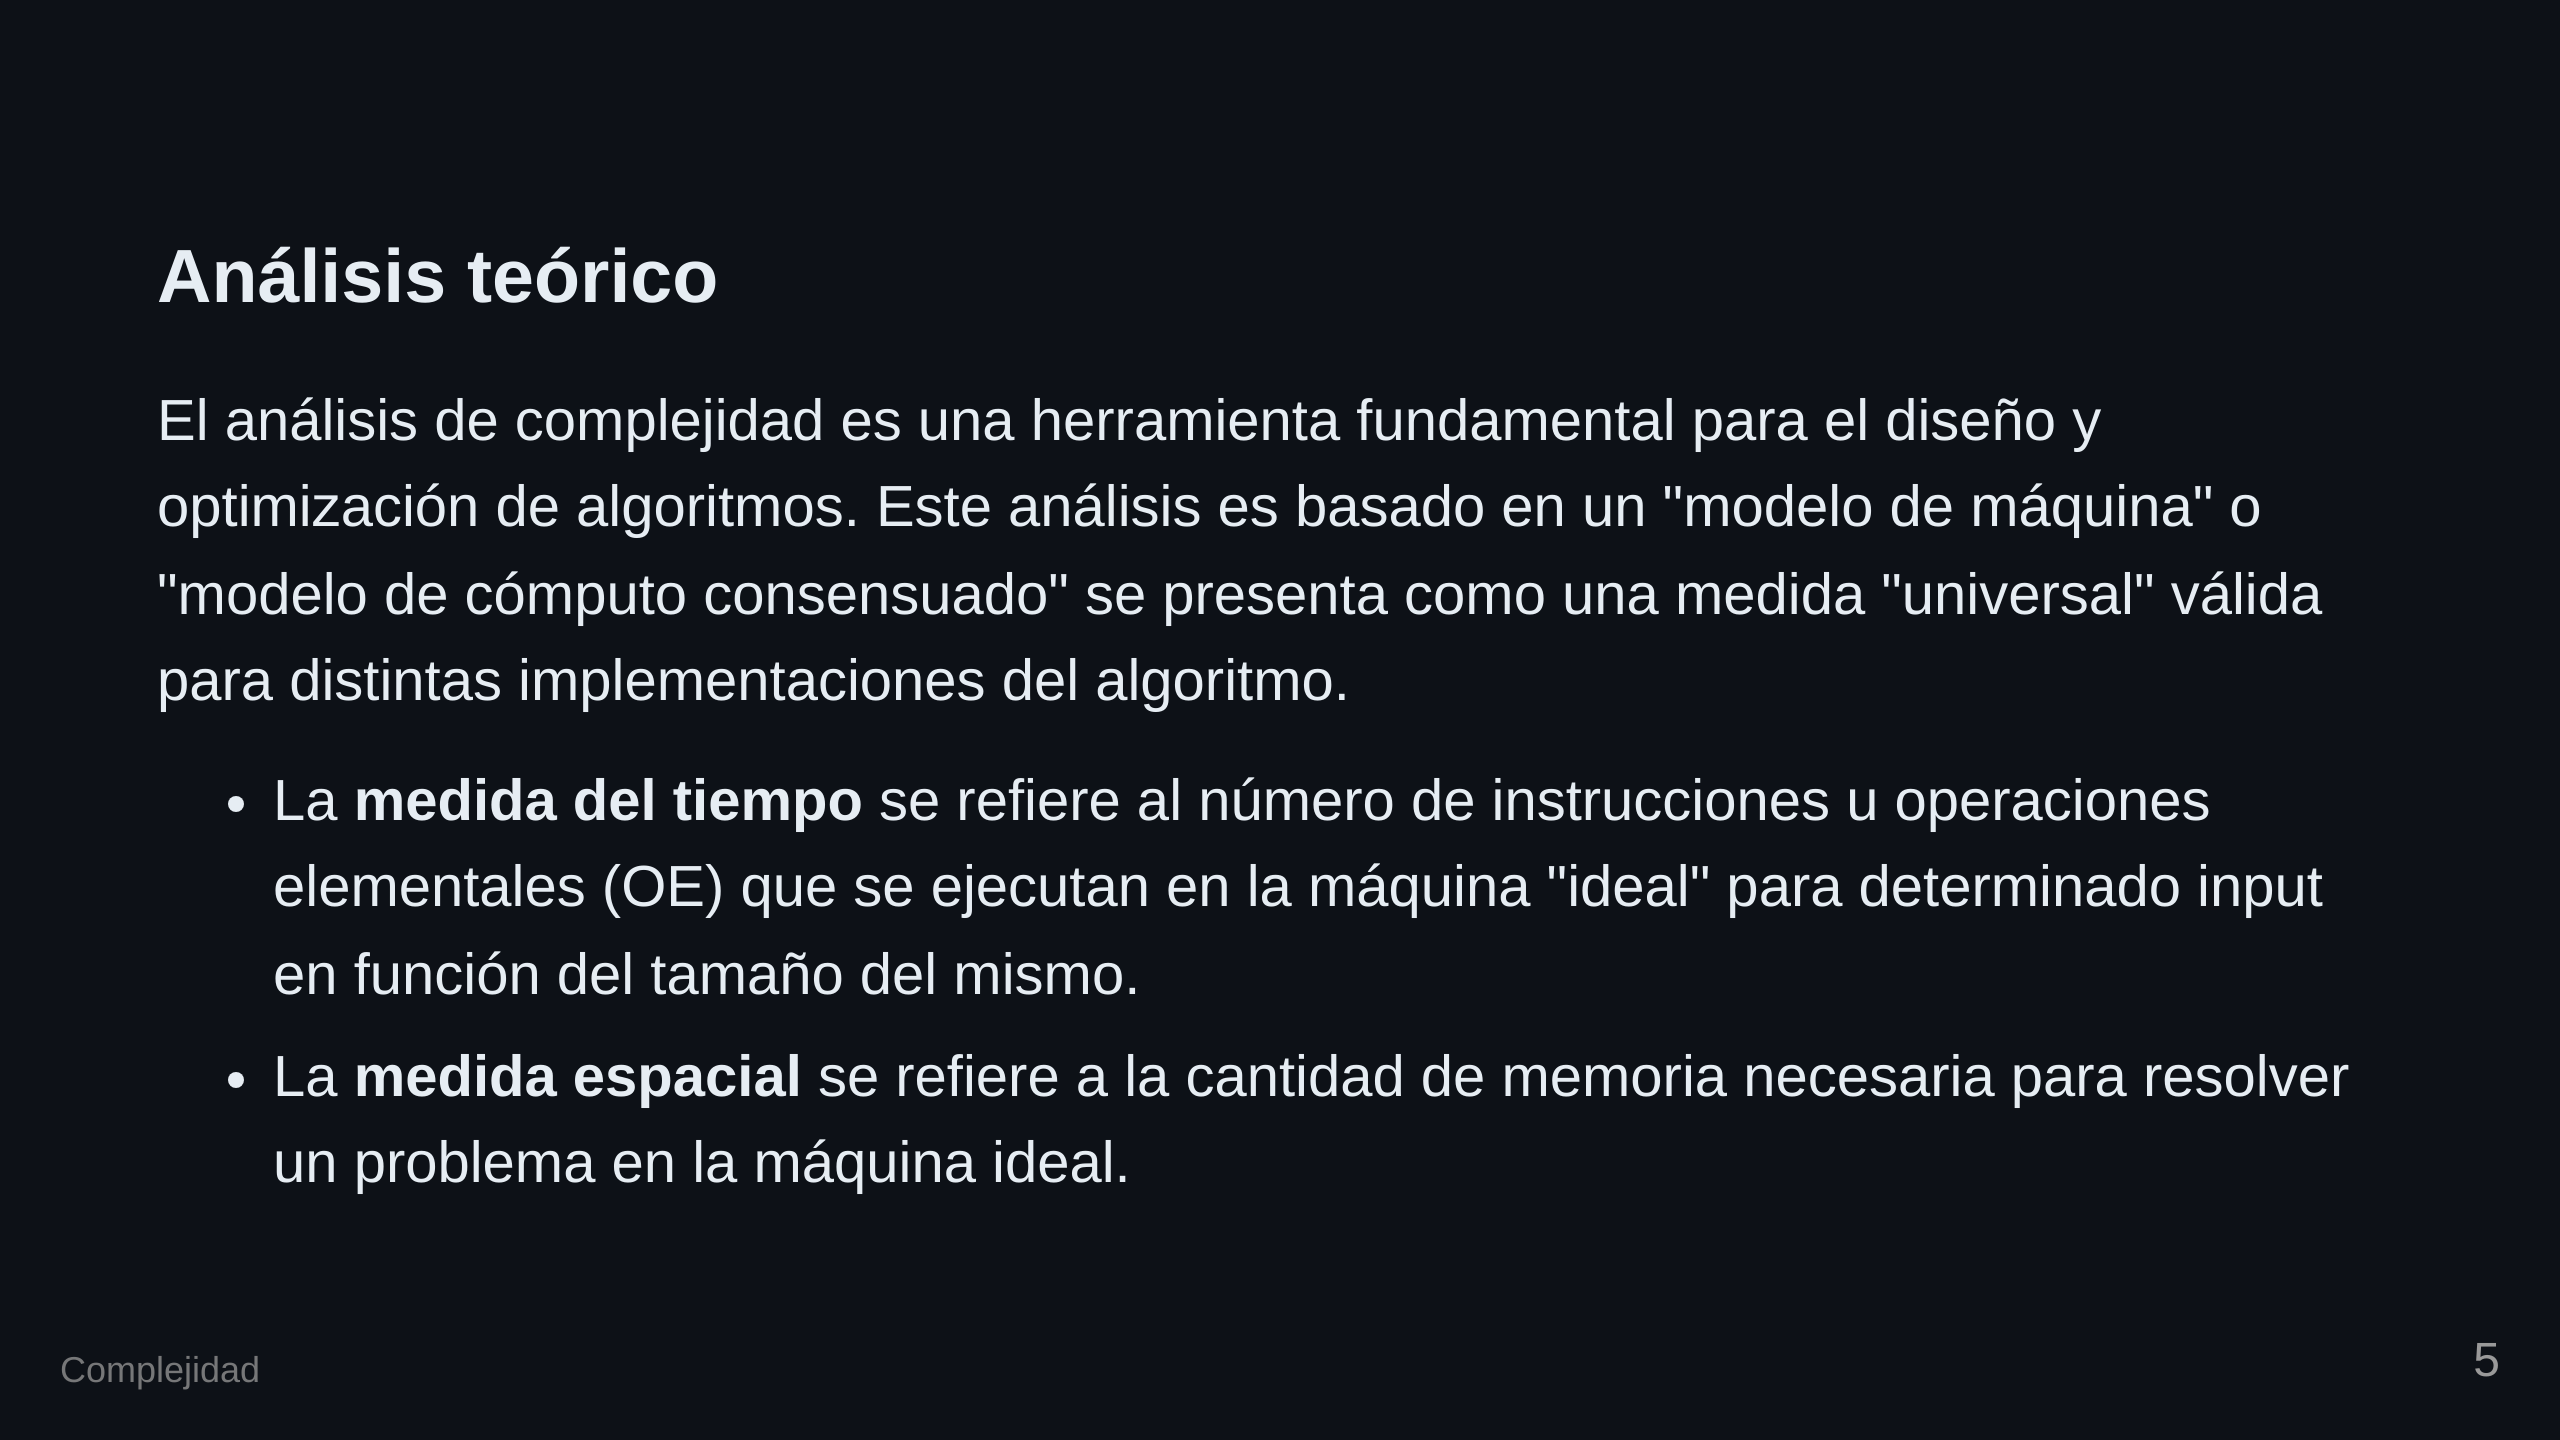 Análisis teórico
El análisis de complejidad es una herramienta fundamental para el diseño y
optimización de algoritmos. Este análisis es basado en un "modelo de máquina" o
"modelo de cómputo consensuado" se presenta como una medida "universal" válida
para distintas implementaciones del algoritmo.
• La medida del tiempo se refiere al número de instrucciones u operaciones
elementales (OE) que se ejecutan en la máquina "ideal" para determinado input
en función del tamaño del mismo.
• La medida espacial se refiere a la cantidad de memoria necesaria para resolver
un problema en la máquina ideal.
Complejidad
5